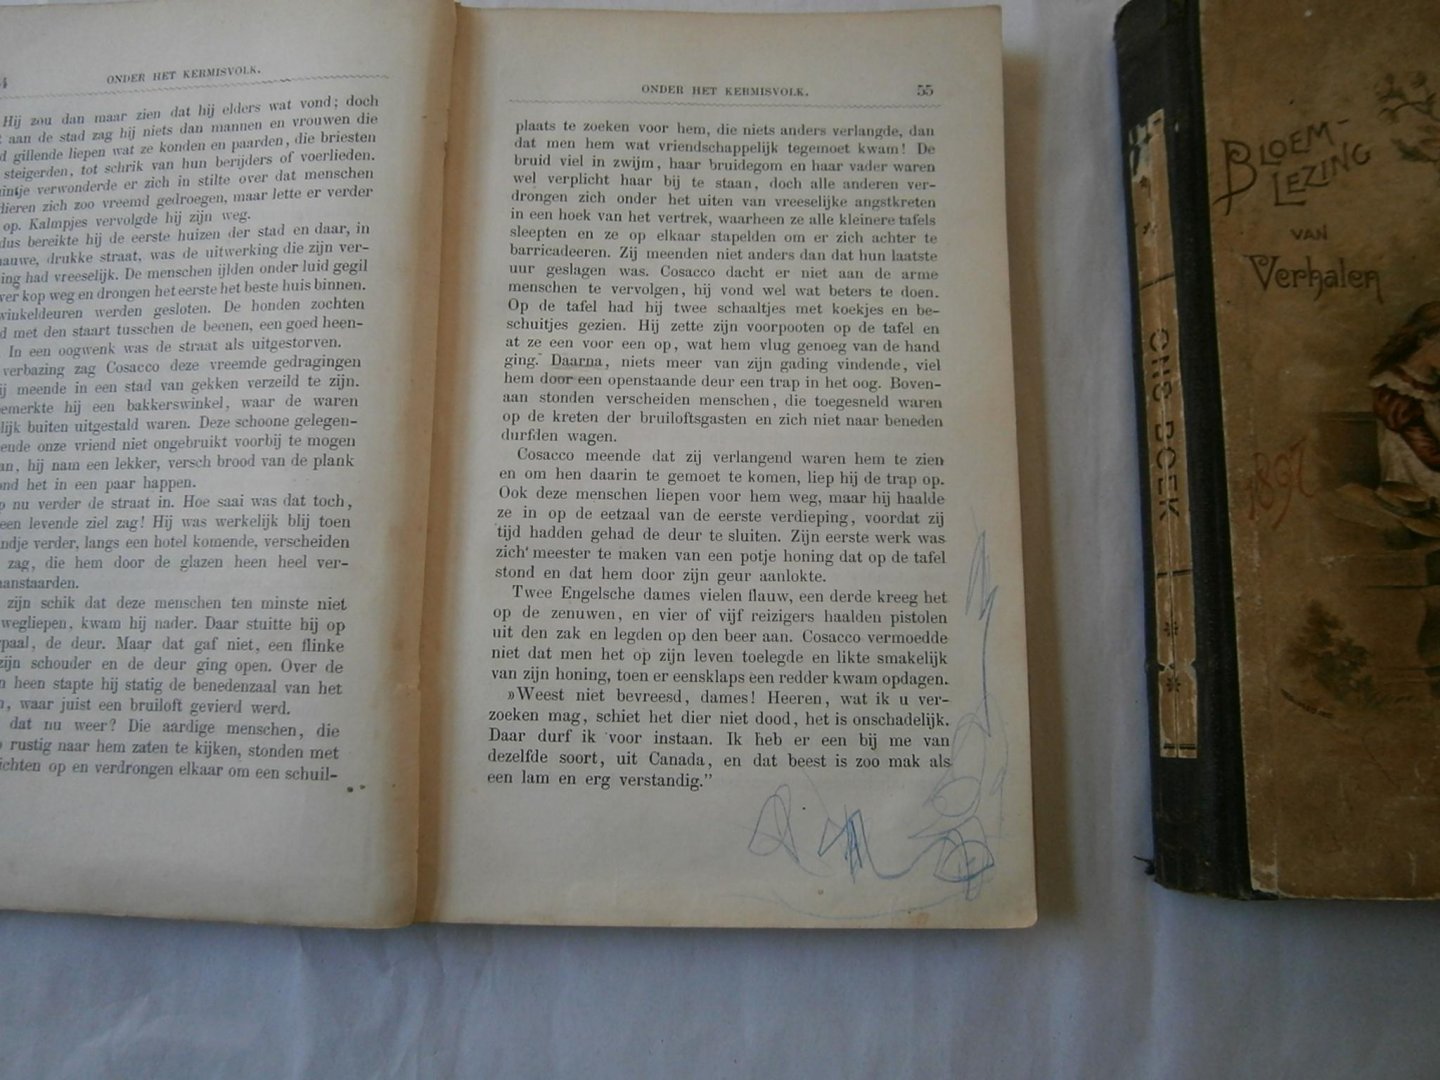 4
ONDER HET KERMISVOLK.
Hij zou dan maar zien dat hij elders wat vond; doch
aan de stad zag hij niets dan mannen en vrouwen die
d gillende liepen wat ze konden en paarden, die briesten
steigerden, tot schrik van hun berijders of voerlieden.
uintje verwonderde er zich in stilte over dat menschen
dieren zich zoo vreemd gedroegen, maar lette er verder
op. Kalmpjes vervolgde hij zijn weg.
dus bereikte hij de eerste huizen der stad en daar, in
nauwe, drukke straat, was de uitwerking die zijn ver-
ing had vreeselijk. De menschen ijlden onder luid gegil
ver kop weg en drongen het eerste het beste huis binnen.
winkeldeuren werden gesloten. De honden zochten
d met den staart tusschen de beenen, een goed heen-
In een oogwenk was de straat als uitgestorven.
verbazing zag Cosacco deze vreemde gedragingen
ij meende in een stad van gekken verzeild te zijn.
emerkte hij een bakkerswinkel, waar de waren
lijk buiten uitgestald waren. Deze schoone gelegen-
ende onze vriend niet ongebruikt voorbij te mogen
an, hij nam een lekker, versch brood van de plank
ond het in een paar happen.
p nu verder de straat in. Hoe saai was dat toch,
een levende ziel zag! Hij was werkelijk blij toen
ndje verder, langs een hotel komende, verscheiden
zag, die hem door de glazen heen heel ver-
aanstaarden.
zijn schik dat deze menschen ten minste niet
wegliepen, kwam hij nader. Daar stuitte hij op
paal, de deur. Maar dat gaf niet, een flinke
zijn schouder en de deur ging open. Over de
n heen stapte hij statig de benedenzaal van het
n, waar juist een bruiloft gevierd werd.
dat nu weer? Die aardige menschen, die
rustig naar hem zaten te kijken, stonden met
ichten op en verdrongen elkaar om een schuil-
ONDER HET KERMISVOLK.
55
plaats te zoeken voor hem, die niets anders verlangde, dan
dat men hem wat vriendschappelijk tegemoet kwam! De
bruid viel in zwijm, haar bruidegom en haar vader waren
wel verplicht haar bij te staan, doch alle anderen ver-
drongen zich onder het uiten van vreeselijke angstkreten
in een hoek van het vertrek, waarheen ze alle kleinere tafels
sleepten en ze op elkaar stapelden om er zich achter te
barricadeeren. Zij meenden niet anders dan dat hun laatste
uur geslagen was. Cosacco dacht er niet aan de arme
menschen te vervolgen, hij vond wel wat beters te doen.
Op de tafel had hij twee schaaltjes met koekjes en be-
schuitjes gezien. Hij zette zijn voorpooten op de tafel en
at ze een voor een op, wat hem vlug genoeg van de hand
ging. Daarna, niets meer van zijn gading vindende, viel
hem door een openstaande deur een trap in het oog. Boven-
aan stonden verscheiden menschen, die toegesneld waren
op de kreten der bruiloftsgasten en zich niet naar beneden
durfden wagen.
Cosacco meende dat zij verlangend waren hem te zien
en om hen daarin te gemoet te komen, liep hij de trap op.
Ook deze menschen liepen voor hem weg, maar hij haalde
ze in op de eetzaal van de eerste verdieping, voordat zij
tijd hadden gehad de deur te sluiten. Zijn eerste werk was
zich meester te maken van een potje honing dat op de tafel
stond en dat hem door zijn geur aanlokte.
Twee Engelsche dames vielen flauw, een derde kreeg het
op de zenuwen, en vier of vijf reizigers haalden pistolen
uit den zak en legden op den beer aan. Cosacco vermoedde
niet dat men het op zijn leven toelegde en likte smakelijk
van zijn honing, toen er eensklaps een redder kwam opdagen.
»Weest niet bevreesd, dames! Heeren, wat ik u ver-
zoeken mag, schiet het dier niet dood, het is onschadelijk.
Daar durf ik voor instaan. Ik heb er een bij me van
dezelfde soort, uit Canada, en dat beest is zoo mak als
een lam en erg verstandig.”
ONS BOEK
BLOEM-
LEZING
VAN
Verhalen
1897